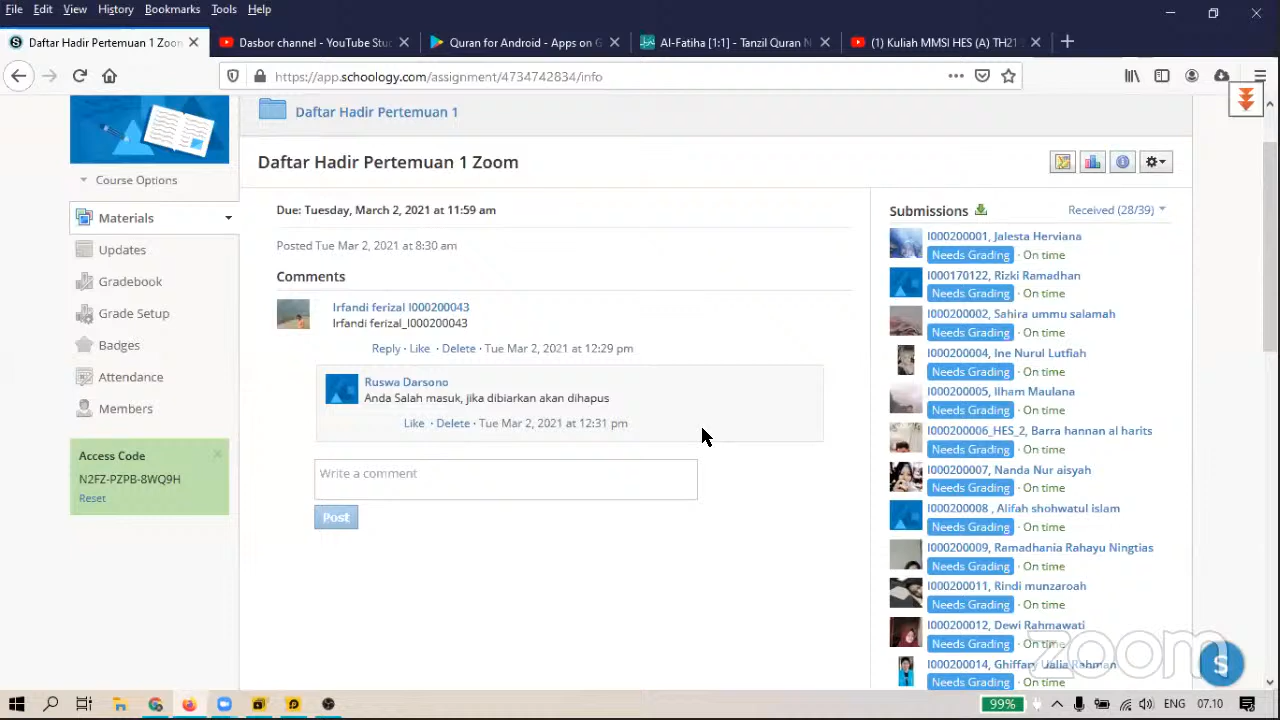 File Edit View History Bookmarks Tools Help
Daftar Hadir Pertemuan 1 Zoom
Dasbor channel - YouTube Stu
Quran for Android - Apps on G
Al-Fatiha [1:1] - Tanzil Quran N
(1) Kuliah MMSI HES (A) TH21
https://app.schoology.com/assignment/4734742834/info
Daftar Hadir Pertemuan 1
Course Options
Materials
Updates
Gradebook
Grade Setup
Badges
Attendance
Members
Access Code
N2FZ-PZPB-8WQ9H
Reset
Daftar Hadir Pertemuan 1 Zoom
Due: Tuesday, March 2, 2021 at 11:59 am
Posted Tue Mar 2, 2021 at 8:30 am
Comments
Irfandi ferizal I000200043
Irfandi ferizal_I000200043
Reply · Like · Delete · Tue Mar 2, 2021 at 12:29 pm
Ruswa Darsono
Anda Salah masuk, jika dibiarkan akan dihapus
Like · Delete · Tue Mar 2, 2021 at 12:31 pm
Write a comment
Post
Submissions
Received (28/39)
I000200001, Jalesta Herviana
Needs Grading · On time
I000170122, Rizki Ramadhan
Needs Grading · On time
I000200002, Sahira ummu salamah
Needs Grading · On time
I000200004, Ine Nurul Lutfiah
Needs Grading · On time
I000200005, Ilham Maulana
Needs Grading · On time
I000200006_HES_2, Barra hannan al harits
Needs Grading · On time
I000200007, Nanda Nur aisyah
Needs Grading · On time
I000200008 , Alifah shohwatul islam
Needs Grading · On time
I000200009, Ramadhania Rahayu Ningtias
Needs Grading · On time
I000200011, Rindi munzaroah
Needs Grading · On time
I000200012, Dewi Rahmawati
Needs Grading · On time
I000200014, Ghiffary Ualia Rahman
Needs Grading · On time
zoom
S
99%
ENG
07.10